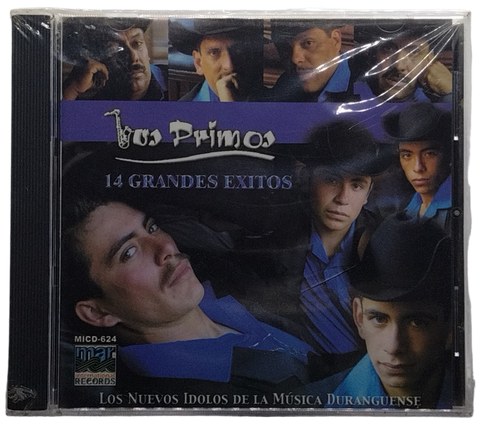 Los Primos
14 GRANDES EXITOS
MICD-624
mar
RECORDS
LOS NUEVOS IDOLOS DE LA MÚSICA DURANGUENSE